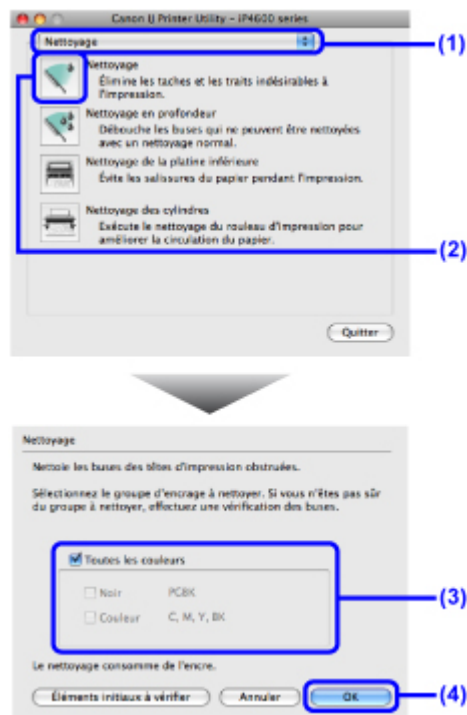 Canon IJ Printer Utility – iP4600 series
Nettoyage
(1)
Nettoyage
Élimine les taches et les traits indésirables à
l'impression.
Nettoyage en profondeur
Débouche les buses qui ne peuvent être nettoyées
avec un nettoyage normal.
Nettoyage de la platine inférieure
Évite les salissures du papier pendant l'impression.
Nettoyage des cylindres
Exécute le nettoyage du rouleau d'impression pour
améliorer la circulation du papier.
(2)
Quitter
Nettoyage
Nettoie les buses des têtes d'impression obstruées.
Sélectionnez le groupe d'encrage à nettoyer. Si vous n'êtes pas sûr
du groupe à nettoyer, effectuez une vérification des buses.
Toutes les couleurs
Noir PGBK
Couleur C, M, Y, BK
(3)
Le nettoyage consomme de l'encre.
Éléments initiaux à vérifier Annuler OK
(4)